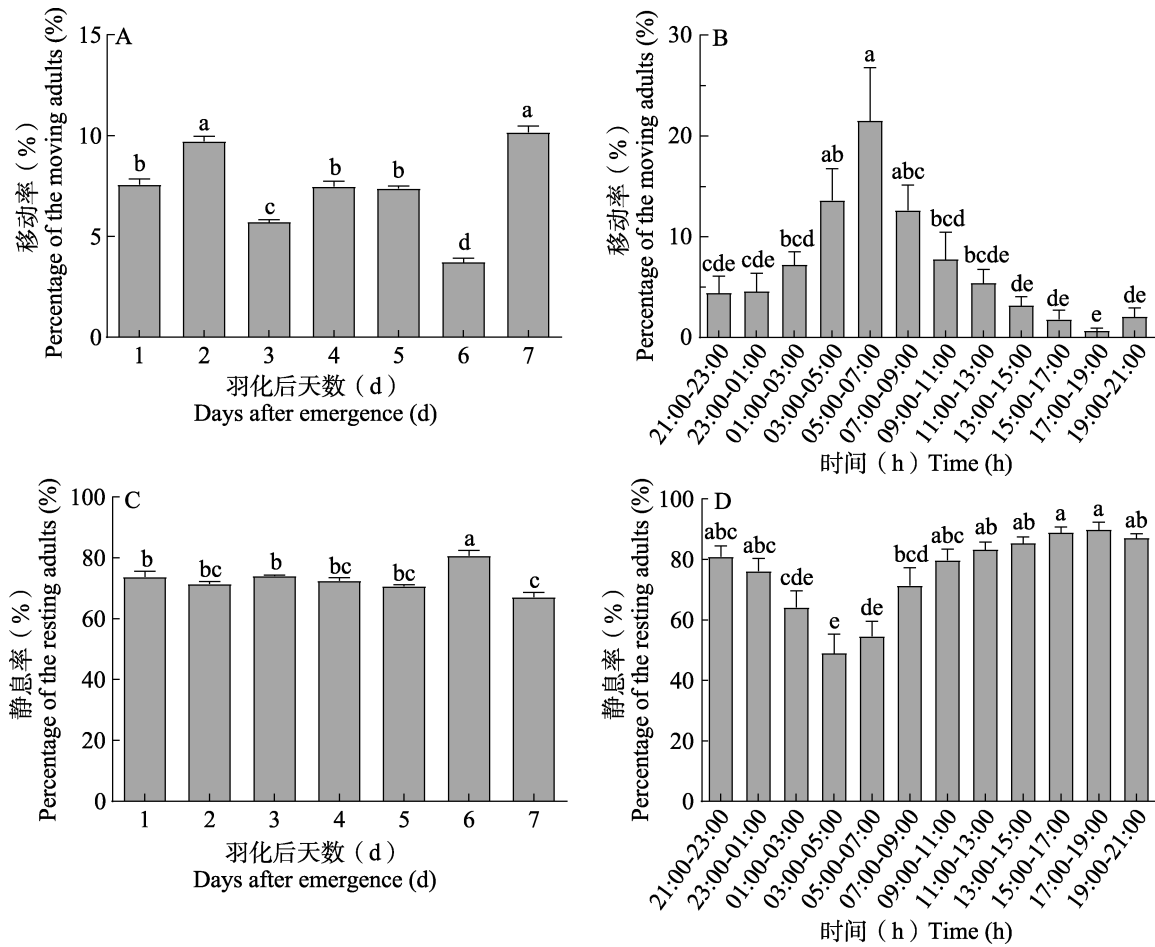 A
移动率（%）
Percentage of the moving adults (%)
15
10
5
0
b
a
c
b
b
d
a
1 2 3 4 5 6 7
羽化后天数（d）
Days after emergence (d)
B
移动率（%）
Percentage of the moving adults (%)
30
20
10
0
cde
cde
bcd
ab
a
abc
bcd
bcde
de
de
e
de
21:00-23:00
23:00-01:00
01:00-03:00
03:00-05:00
05:00-07:00
07:00-09:00
09:00-11:00
11:00-13:00
13:00-15:00
15:00-17:00
17:00-19:00
19:00-21:00
时间（h）Time (h)
C
静息率（%）
Percentage of the resting adults (%)
100
80
60
40
20
0
b
bc
b
bc
bc
a
c
1 2 3 4 5 6 7
羽化后天数（d）
Days after emergence (d)
D
静息率（%）
Percentage of the resting adults (%)
100
80
60
40
20
0
abc
abc
cde
e
de
bcd
abc
ab
ab
a
a
ab
21:00-23:00
23:00-01:00
01:00-03:00
03:00-05:00
05:00-07:00
07:00-09:00
09:00-11:00
11:00-13:00
13:00-15:00
15:00-17:00
17:00-19:00
19:00-21:00
时间（h）Time (h)